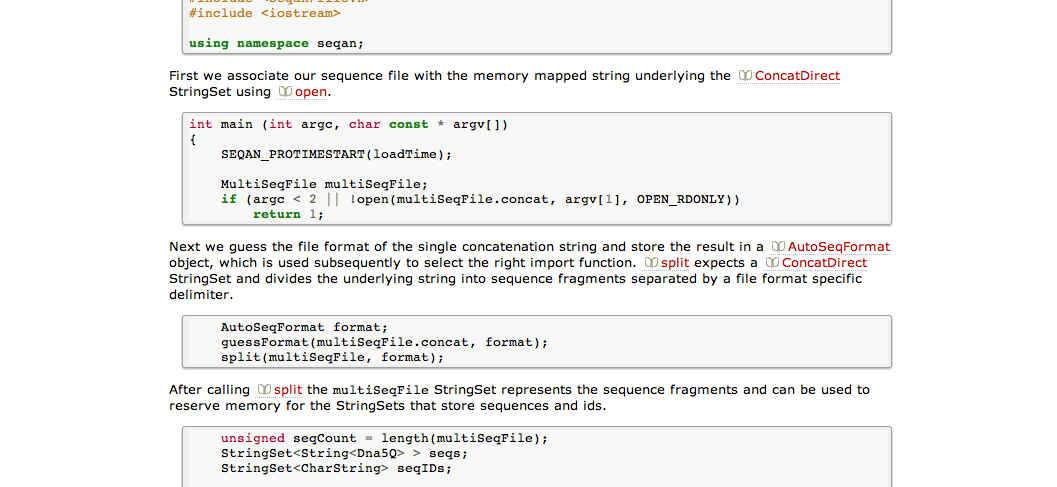 #include <seqan/file.h>
#include <iostream>
using namespace seqan;
First we associate our sequence file with the memory mapped string underlying the ConcatDirect
StringSet using open.
int main (int argc, char const * argv[])
{
SEQAN_PROTIMESTART(loadTime);
MultiSeqFile multiSeqFile;
if (argc < 2 || !open(multiSeqFile.concat, argv[1], OPEN_RDONLY))
return 1;
Next we guess the file format of the single concatenation string and store the result in a AutoSeqFormat
object, which is used subsequently to select the right import function. split expects a ConcatDirect
StringSet and divides the underlying string into sequence fragments separated by a file format specific
delimiter.
AutoSeqFormat format;
guessFormat(multiSeqFile.concat, format);
split(multiSeqFile, format);
After calling split the multiSeqFile StringSet represents the sequence fragments and can be used to
reserve memory for the StringSets that store sequences and ids.
unsigned seqCount = length(multiSeqFile);
StringSet<String<Dna5Q> > seqs;
StringSet<CharString> seqIDs;